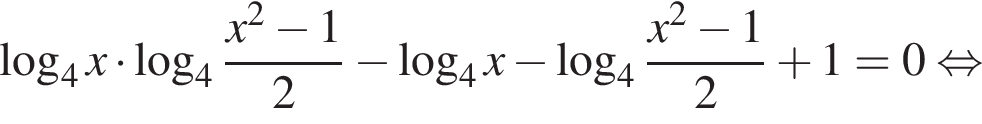 log₄ x · log₄ (x² − 1)/2 − log₄ x − log₄ (x² − 1)/2 + 1 = 0 ⇔